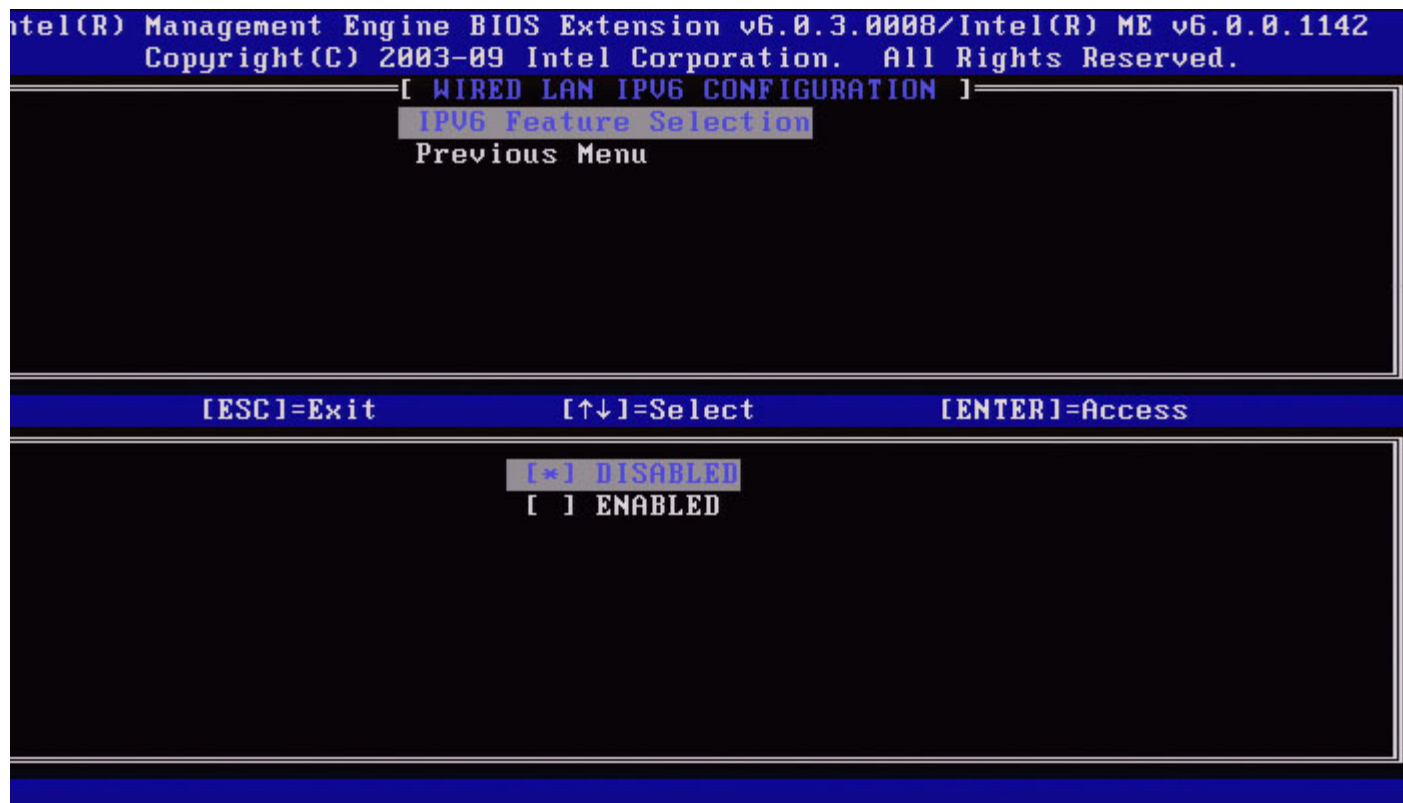 ntel(R) Management Engine BIOS Extension v6.0.3.0008/Intel(R) ME v6.0.0.1142
Copyright(C) 2003-09 Intel Corporation. All Rights Reserved.
[ WIRED LAN IPV6 CONFIGURATION ]
IPV6 Feature Selection
Previous Menu
[ESC]=Exit [↑↓]=Select [ENTER]=Access
[*] DISABLED
[ ] ENABLED